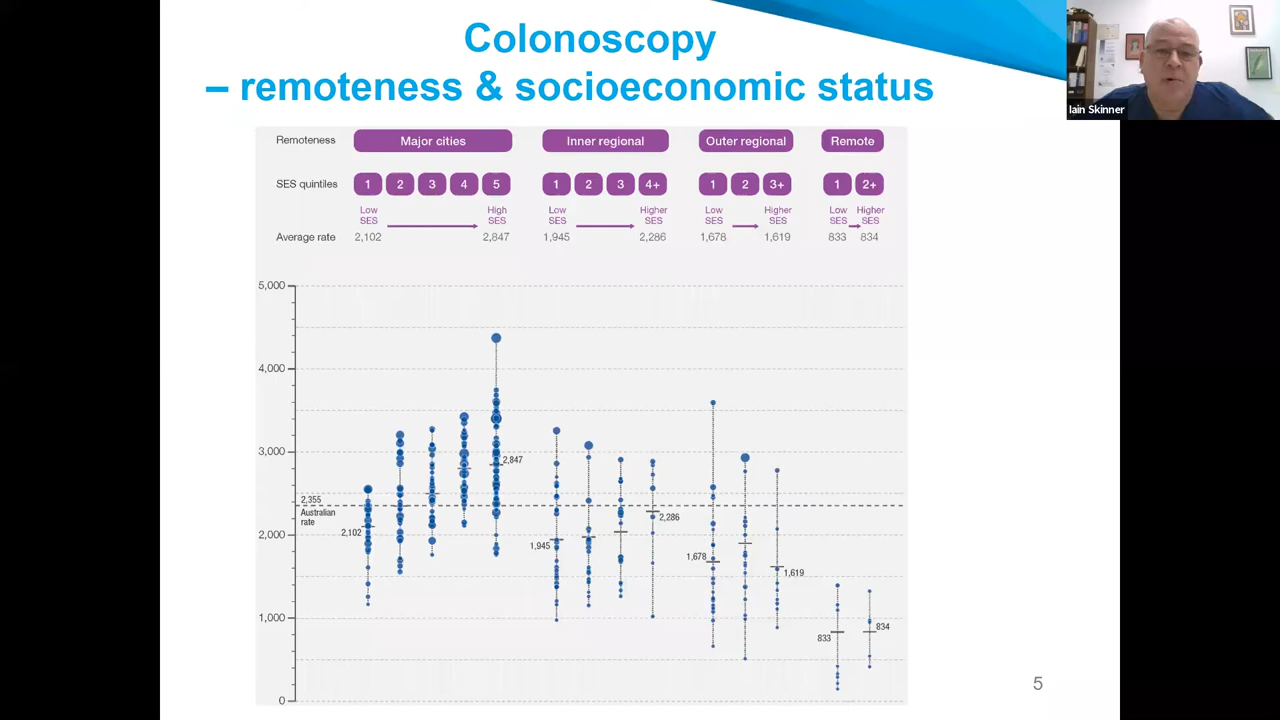 Colonoscopy
– remoteness & socioeconomic status
Iain Skinner
Remoteness Major cities Inner regional Outer regional Remote
SES quintiles 1 2 3 4 5 1 2 3 4+ 1 2 3+ 1 2+
Low High Low Higher Low Higher Low Higher
SES SES SES SES SES SES SES SES
Average rate 2,102 2,847 1,945 2,286 1,678 1,619 833 834
5,000
4,000
3,000
2,847
2,355
Australian
rate
2,286
2,102
2,000
1,945
1,678
1,619
1,000
834
833
0
5